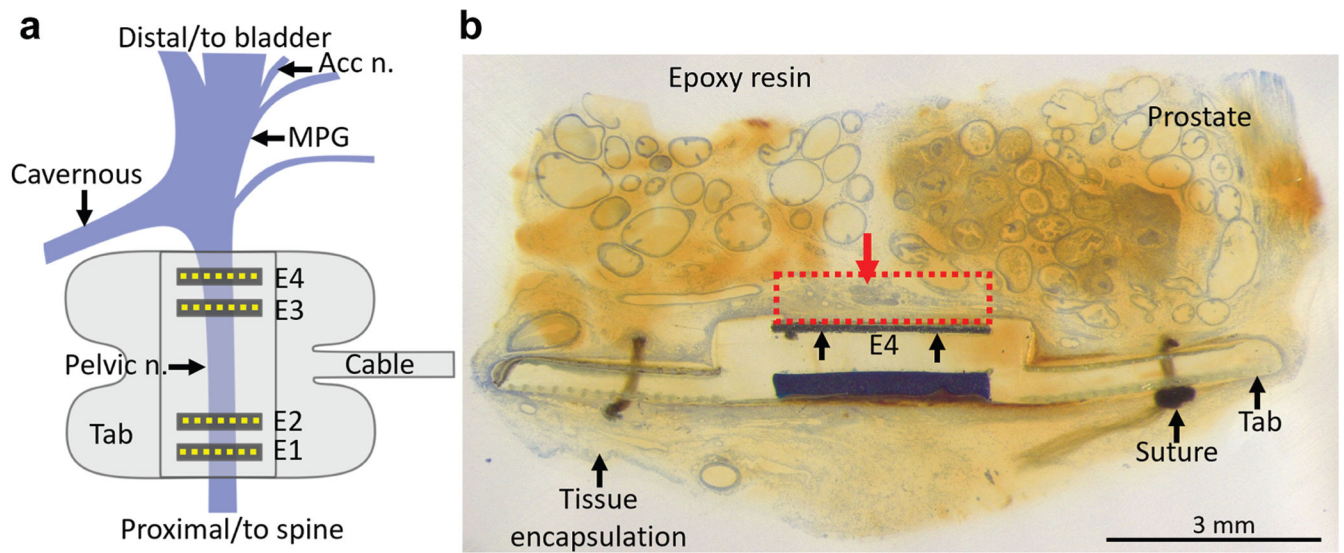 a
Distal/to bladder
Acc n.
MPG
Cavernous
E4
E3
Pelvic n.
Cable
E2
Tab
E1
Proximal/to spine
b
Epoxy resin
Prostate
E4
Tab
Suture
Tissue
encapsulation
3 mm